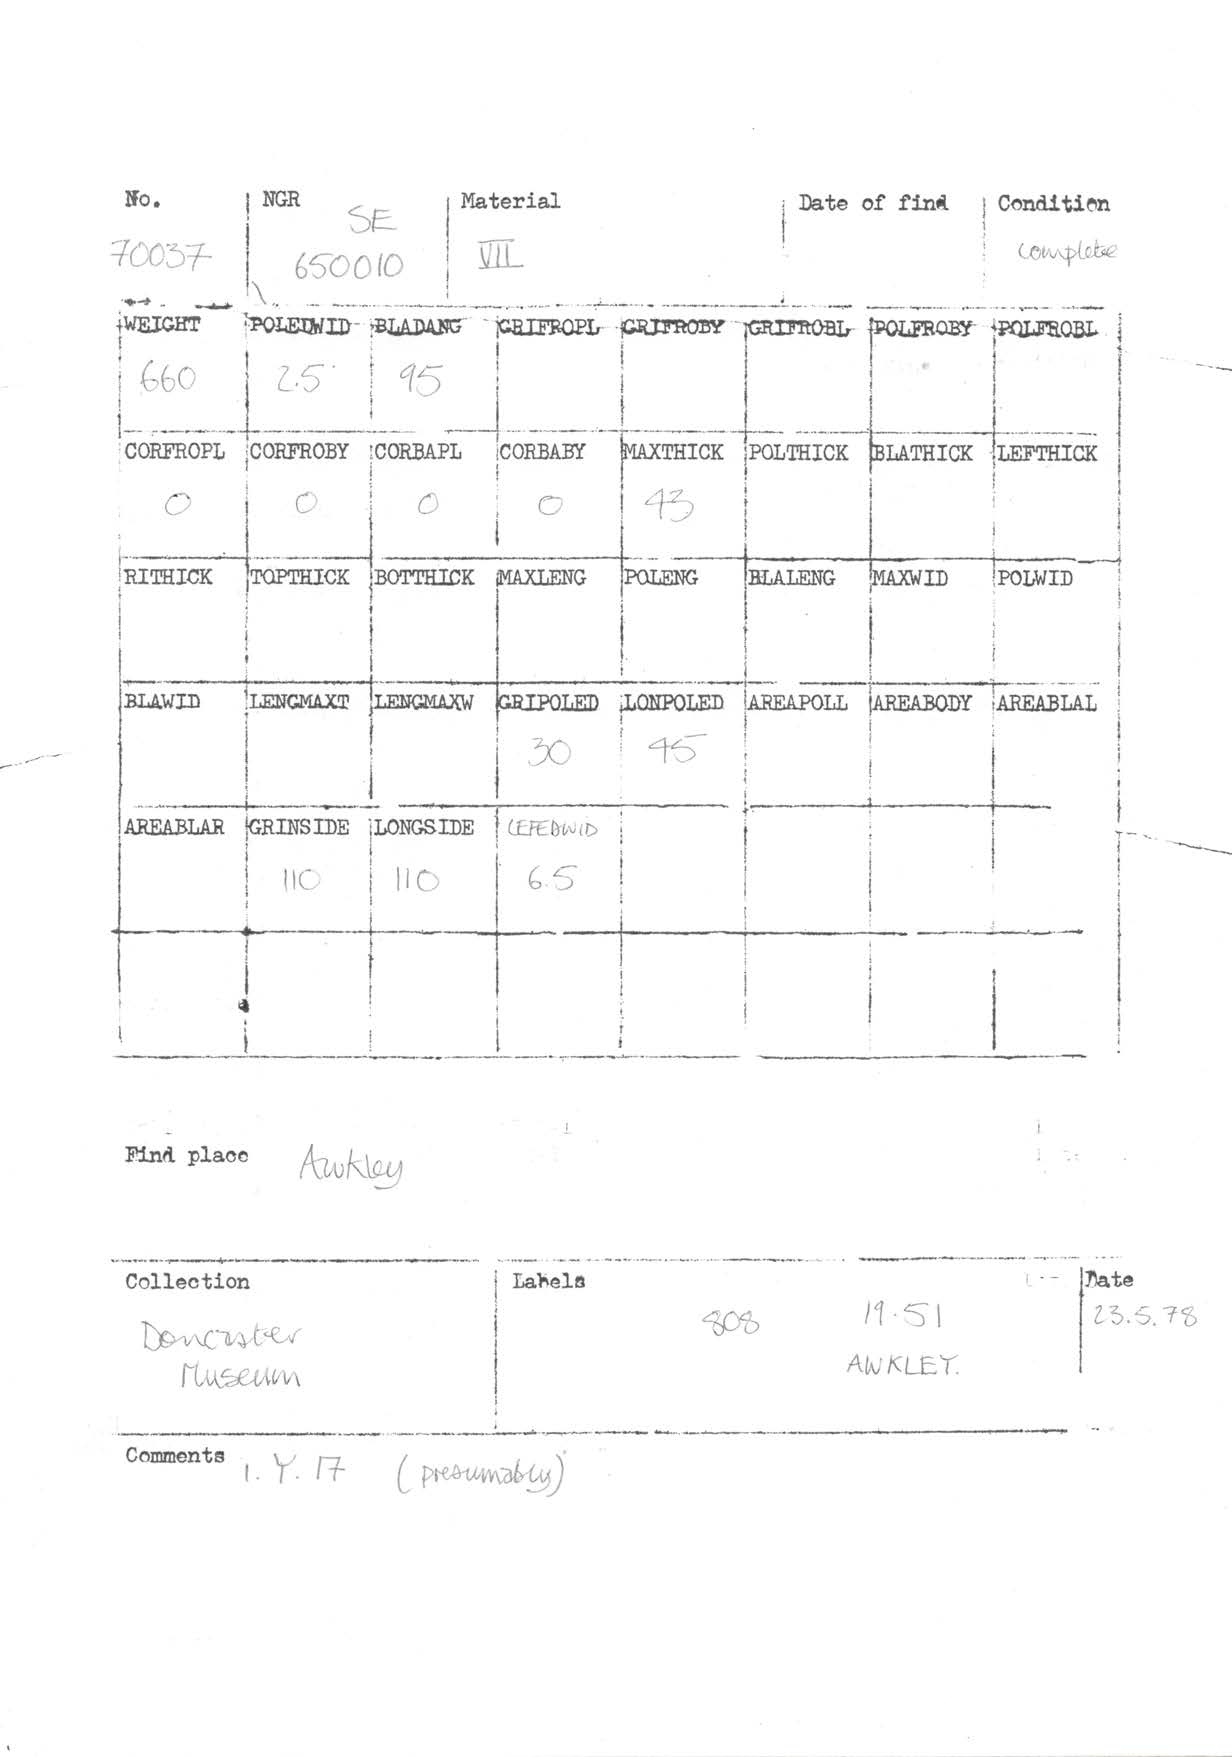 No. NGR Material Date of find Condition
SE
70037 650010 VII complete
WEIGHT POLEDWID BLADANG GRIFROPL GRIFROBY GRIFROBL POLFROBY POLFROBL
660 2.5 95
CORFROPL CORFROBY CORBAPL CORBABY MAXTHICK POLTHICK BLATHICK LEFTHICK
0 0 0 0 43
RITHICK TOPTHICK BOTTHICK MAXLENG POLENG BLALENG MAXWID POLWID
BLAWID LENGMAXT LENGMAXW GRIPOLED LONPOLED AREAPOLL AREABODY AREABLAL
30 45
AREABLAR GRINSIDE LONGSIDE LEFEDWID
110 110 6.5
Find place Awkley
Collection Labels Date
808 19.51 23.5.78
Doncaster
Museum AWKLEY.
Comments 1. Y. 17 (presumably)